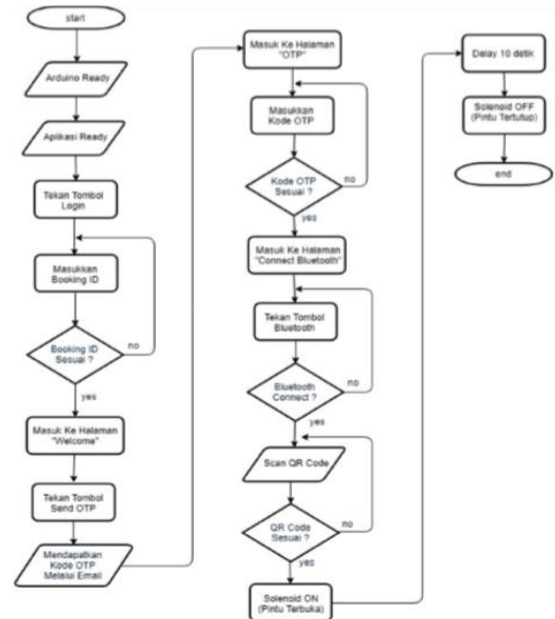 start
Arduino Ready
Aplikasi Ready
Tekan Tombol
Login
Masukkan
Booking ID
Booking ID
Sesuai ?
no
yes
Masuk Ke Halaman
"Welcome"
Tekan Tombol
Send OTP
Mendapatkan
Kode OTP
Melalui Email
Masuk Ke Halaman
"OTP"
Masukkan
Kode OTP
Kode OTP
Sesuai ?
no
yes
Masuk Ke Halaman
"Connect Bluetooth"
Tekan Tombol
Bluetooth
Bluetooth
Connect ?
no
yes
Scan QR Code
QR Code
Sesuai ?
no
yes
Solenoid ON
(Pintu Terbuka)
Delay 10 detik
Solenoid OFF
(Pintu Tertutup)
end